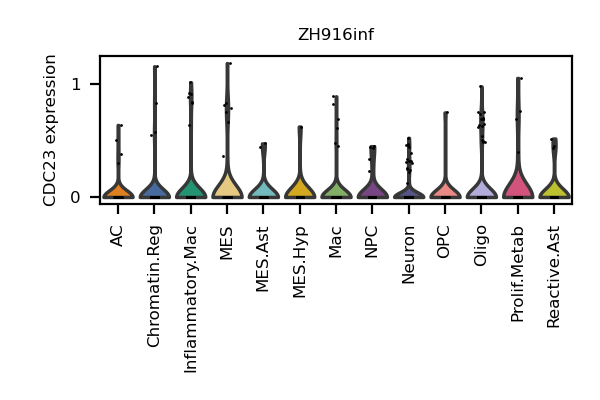 ZH916inf
CDC23 expression
1
0
AC
Chromatin.Reg
Inflammatory.Mac
MES
MES.Ast
MES.Hyp
Mac
NPC
Neuron
OPC
Oligo
Prolif.Metab
Reactive.Ast